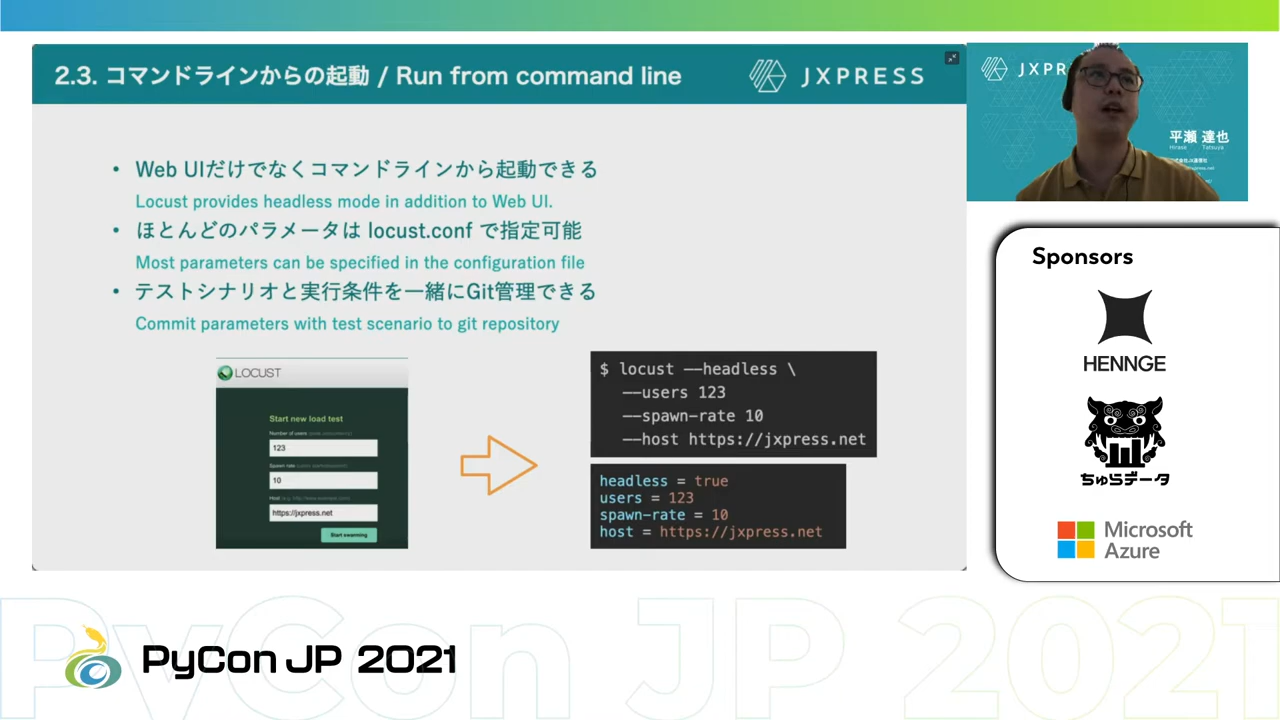 2.3. コマンドラインからの起動 / Run from command line
JXPRESS
• Web UIだけでなくコマンドラインから起動できる
Locust provides headless mode in addition to Web UI.
• ほとんどのパラメータは locust.conf で指定可能
Most parameters can be specified in the configuration file
• テストシナリオと実行条件を一緒にGit管理できる
Commit parameters with test scenario to git repository
LOCUST
Start new load test
Number of users
123
Spawn rate
10
Host
https://jxpress.net
Start swarming
$ locust --headless \
--users 123
--spawn-rate 10
--host https://jxpress.net
headless = true
users = 123
spawn-rate = 10
host = https://jxpress.net
JXPR
平瀬 達也
Hirase Tatsuya
Sponsors
HENNGE
ちゅらデータ
Microsoft
Azure
PyCon JP 2021
PyCon JP 2021